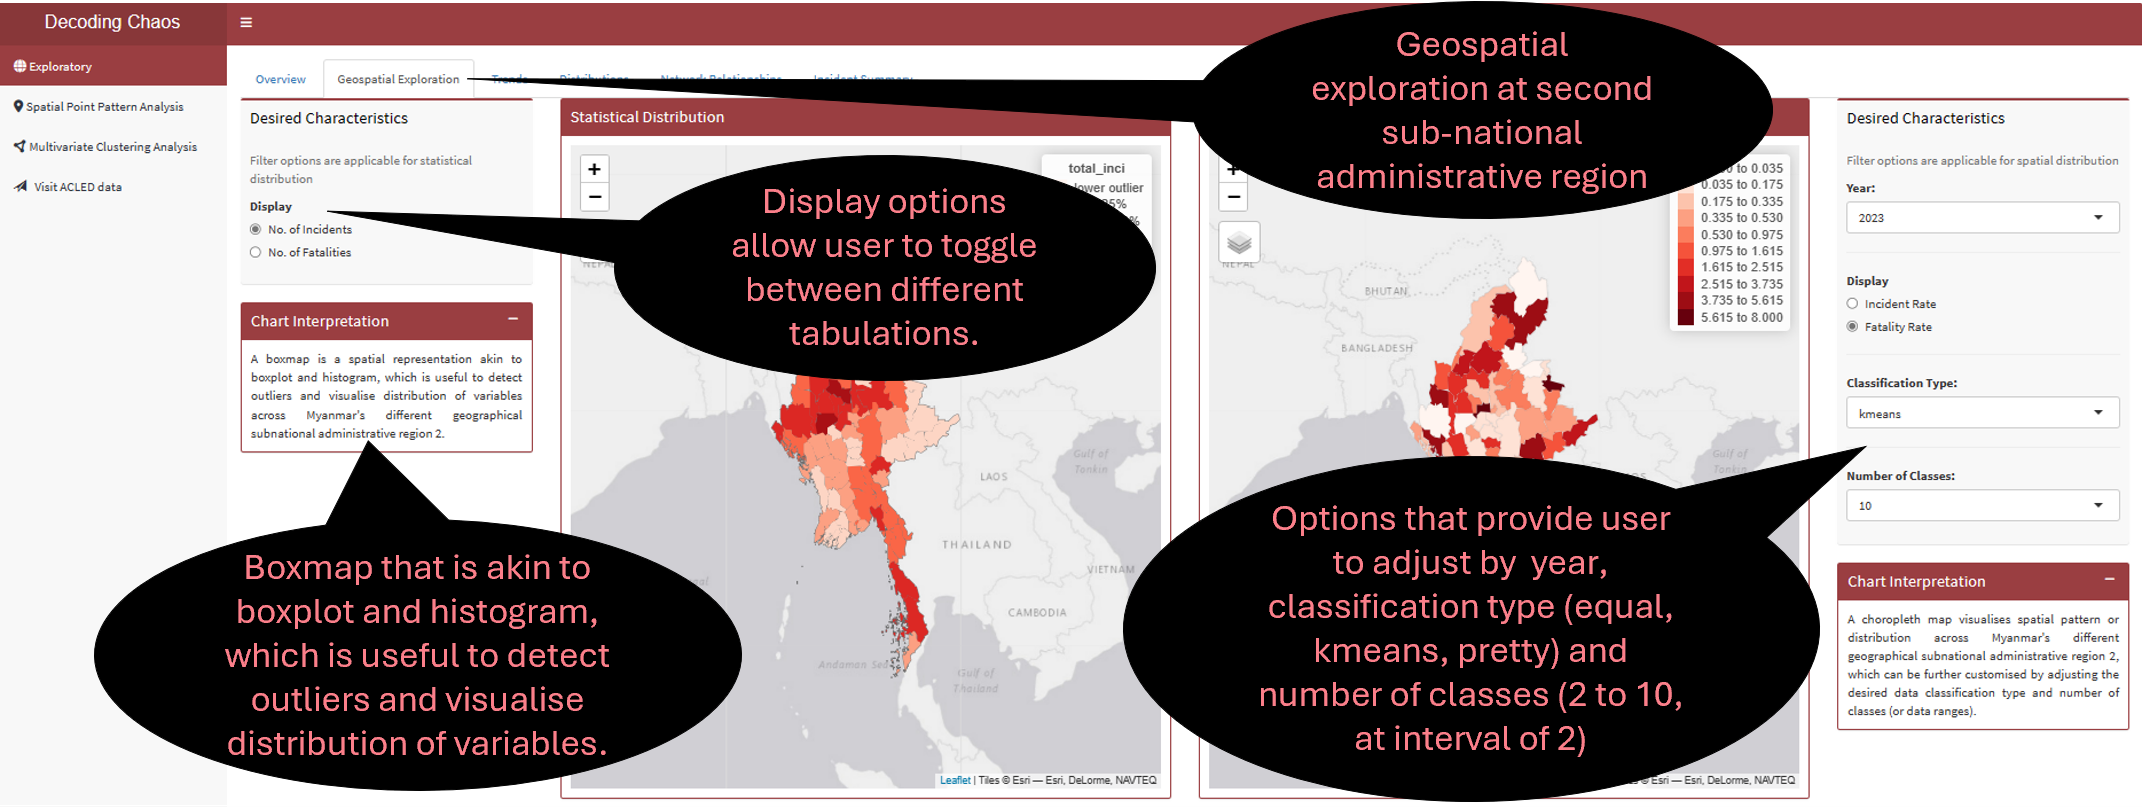 Decoding Chaos
Exploratory
Spatial Point Pattern Analysis
Multivariate Clustering Analysis
Visit ACLED data
Overview
Geospatial Exploration
Trends
Distributions
Network Relationships
Incident Summary
Desired Characteristics
Filter options are applicable for statistical
distribution
Display
No. of Incidents
No. of Fatalities
Chart Interpretation
A boxmap is a spatial representation akin to
boxplot and histogram, which is useful to detect
outliers and visualise distribution of variables
across Myanmar's different geographical
subnational administrative region 2.
Boxmap that is akin to
boxplot and histogram,
which is useful to detect
outliers and visualise
distribution of variables.
Statistical Distribution
+
−
total_inci
lower outlier
Display options
allow user to toggle
between different
tabulations.
LAOS
Gulf of
Tonkin
THAILAND
VIETNAM
CAMBODIA
Andaman Sea
Gulf of
Thailand
Leaflet | Tiles © Esri — Esri, DeLorme, NAVTEQ
Geospatial
exploration at second
sub-national
administrative region
+
−
to 0.035
0.035 to 0.175
0.175 to 0.335
0.335 to 0.530
0.530 to 0.975
0.975 to 1.615
1.615 to 2.515
2.515 to 3.735
3.735 to 5.615
5.615 to 8.000
NEPAL
BHUTAN
BANGLADESH
Gulf of
Tonkin
Options that provide user
to adjust by year,
classification type (equal,
kmeans, pretty) and
number of classes (2 to 10,
at interval of 2)
Esri — Esri, DeLorme, NAVTEQ
Desired Characteristics
Filter options are applicable for spatial distribution
Year:
2023
Display
Incident Rate
Fatality Rate
Classification Type:
kmeans
Number of Classes:
10
Chart Interpretation
A choropleth map visualises spatial pattern or
distribution across Myanmar's different
geographical subnational administrative region 2,
which can be further customised by adjusting the
desired data classification type and number of
classes (or data ranges).